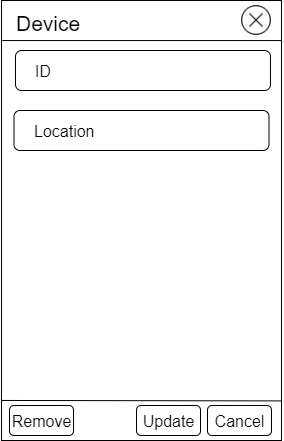 Device
ID
Location
Remove Update Cancel